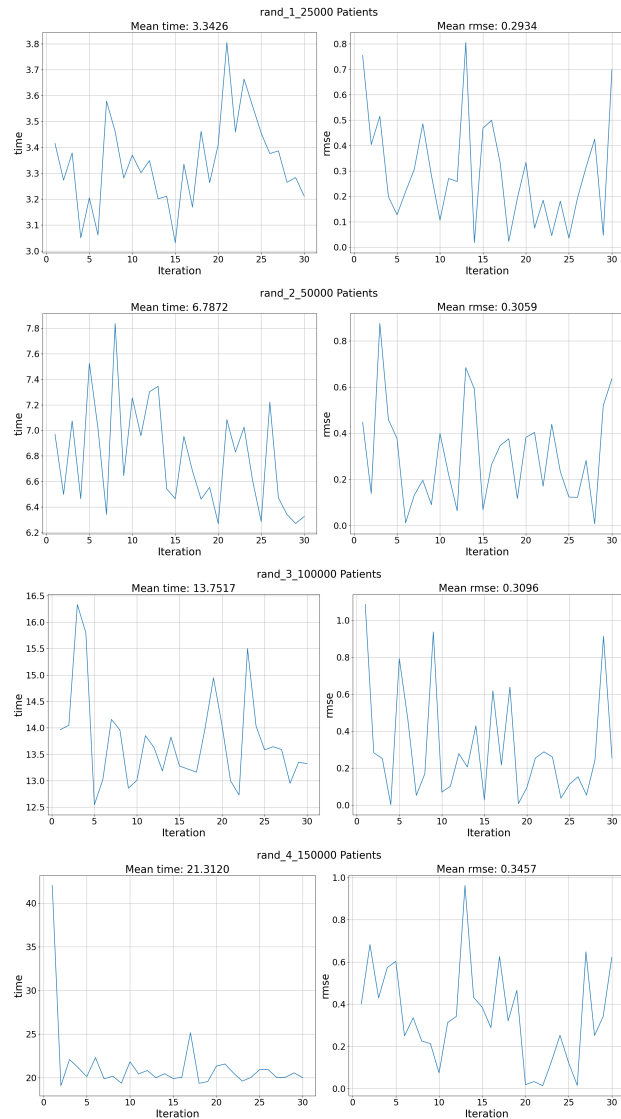 rand_1_25000 Patients
Mean time: 3.3426
Mean rmse: 0.2934
time
3.8
3.7
3.6
3.5
3.4
3.3
3.2
3.1
3.0
0 5 10 15 20 25 30
Iteration
rmse
0.8
0.7
0.6
0.5
0.4
0.3
0.2
0.1
0.0
0 5 10 15 20 25 30
Iteration
rand_2_50000 Patients
Mean time: 6.7872
Mean rmse: 0.3059
time
7.8
7.6
7.4
7.2
7.0
6.8
6.6
6.4
6.2
0 5 10 15 20 25 30
Iteration
rmse
0.8
0.6
0.4
0.2
0.0
0 5 10 15 20 25 30
Iteration
rand_3_100000 Patients
Mean time: 13.7517
Mean rmse: 0.3096
time
16.5
16.0
15.5
15.0
14.5
14.0
13.5
13.0
12.5
0 5 10 15 20 25 30
Iteration
rmse
1.0
0.8
0.6
0.4
0.2
0.0
0 5 10 15 20 25 30
Iteration
rand_4_150000 Patients
Mean time: 21.3120
Mean rmse: 0.3457
time
40
35
30
25
20
0 5 10 15 20 25 30
Iteration
rmse
1.0
0.8
0.6
0.4
0.2
0.0
0 5 10 15 20 25 30
Iteration